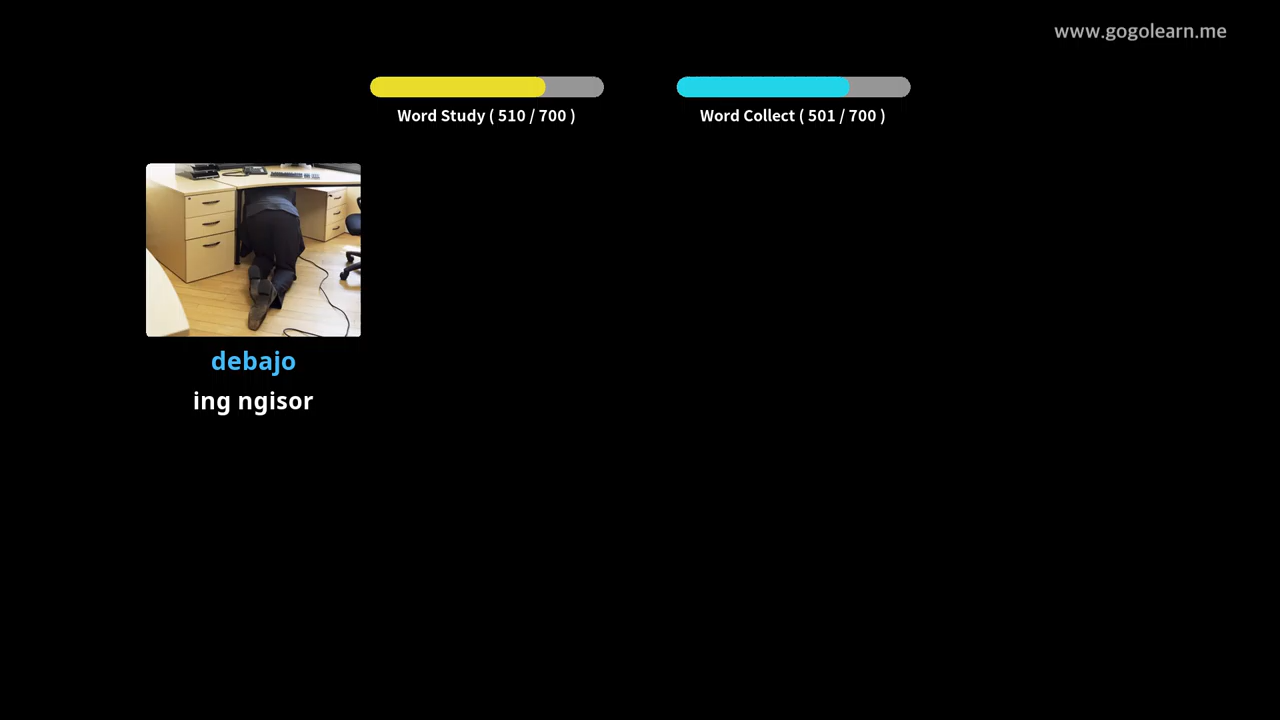 www.gogolearn.me
Word Study ( 510 / 700 )
Word Collect ( 501 / 700 )
debajo
ing ngisor